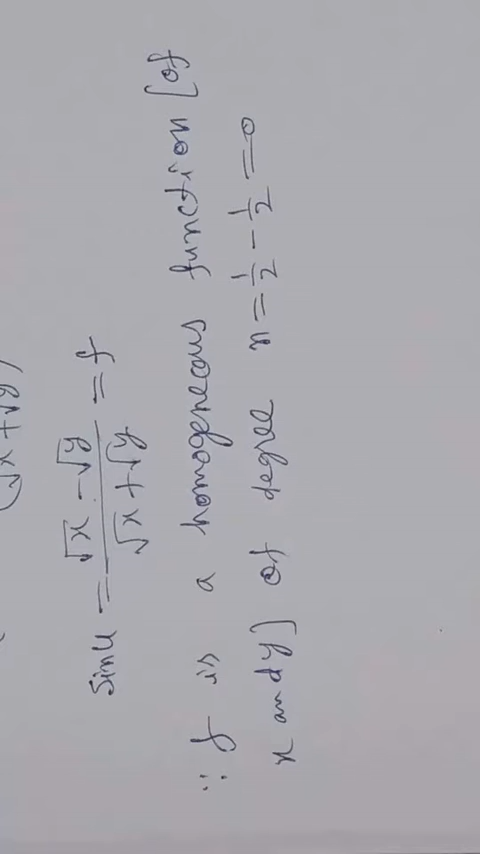 (√x + √y)
sin u = (√x - √y)/(√x + √y) = f
∵ f is a homogeneous function [of
x and y] of degree n = 1/2 - 1/2 = 0